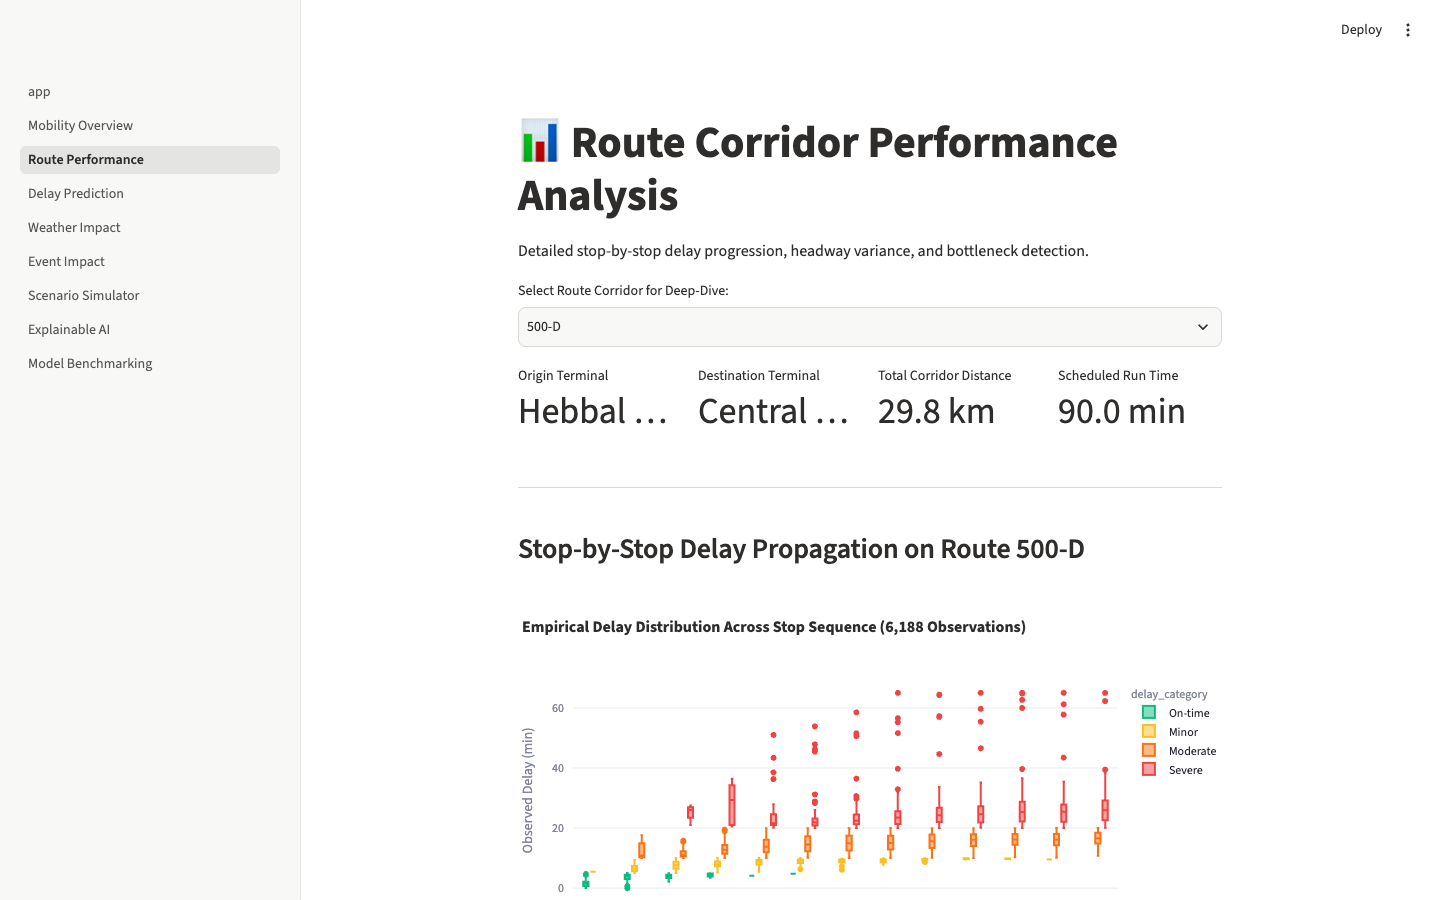 Deploy
app
Mobility Overview
Route Performance
Delay Prediction
Weather Impact
Event Impact
Scenario Simulator
Explainable AI
Model Benchmarking
Route Corridor Performance
Analysis
Detailed stop-by-stop delay progression, headway variance, and bottleneck detection.
Select Route Corridor for Deep-Dive:
500-D
Origin Terminal
Hebbal …
Destination Terminal
Central …
Total Corridor Distance
29.8 km
Scheduled Run Time
90.0 min
Stop-by-Stop Delay Propagation on Route 500-D
Empirical Delay Distribution Across Stop Sequence (6,188 Observations)
Observed Delay (min)
60
40
20
0
delay_category
On-time
Minor
Moderate
Severe